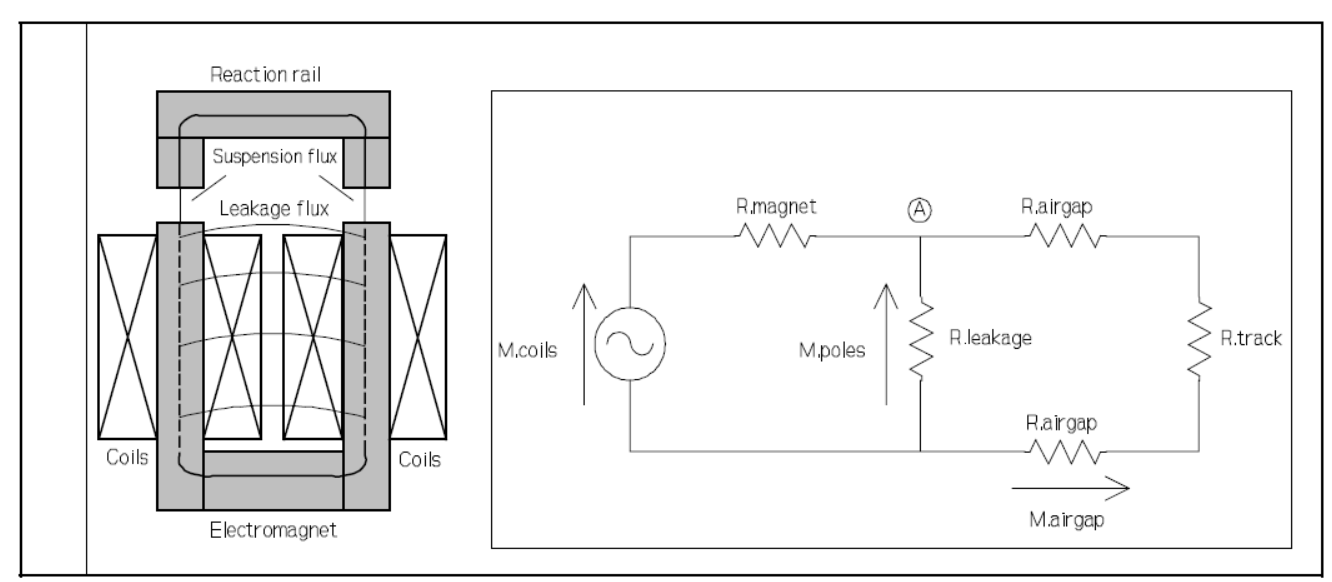 Reaction rail
Suspension flux
Leakage flux
Coils
Coils
Electromagnet
R.magnet
A
R.airgap
M.coils
M.poles
R.leakage
R.track
R.airgap
M.airgap